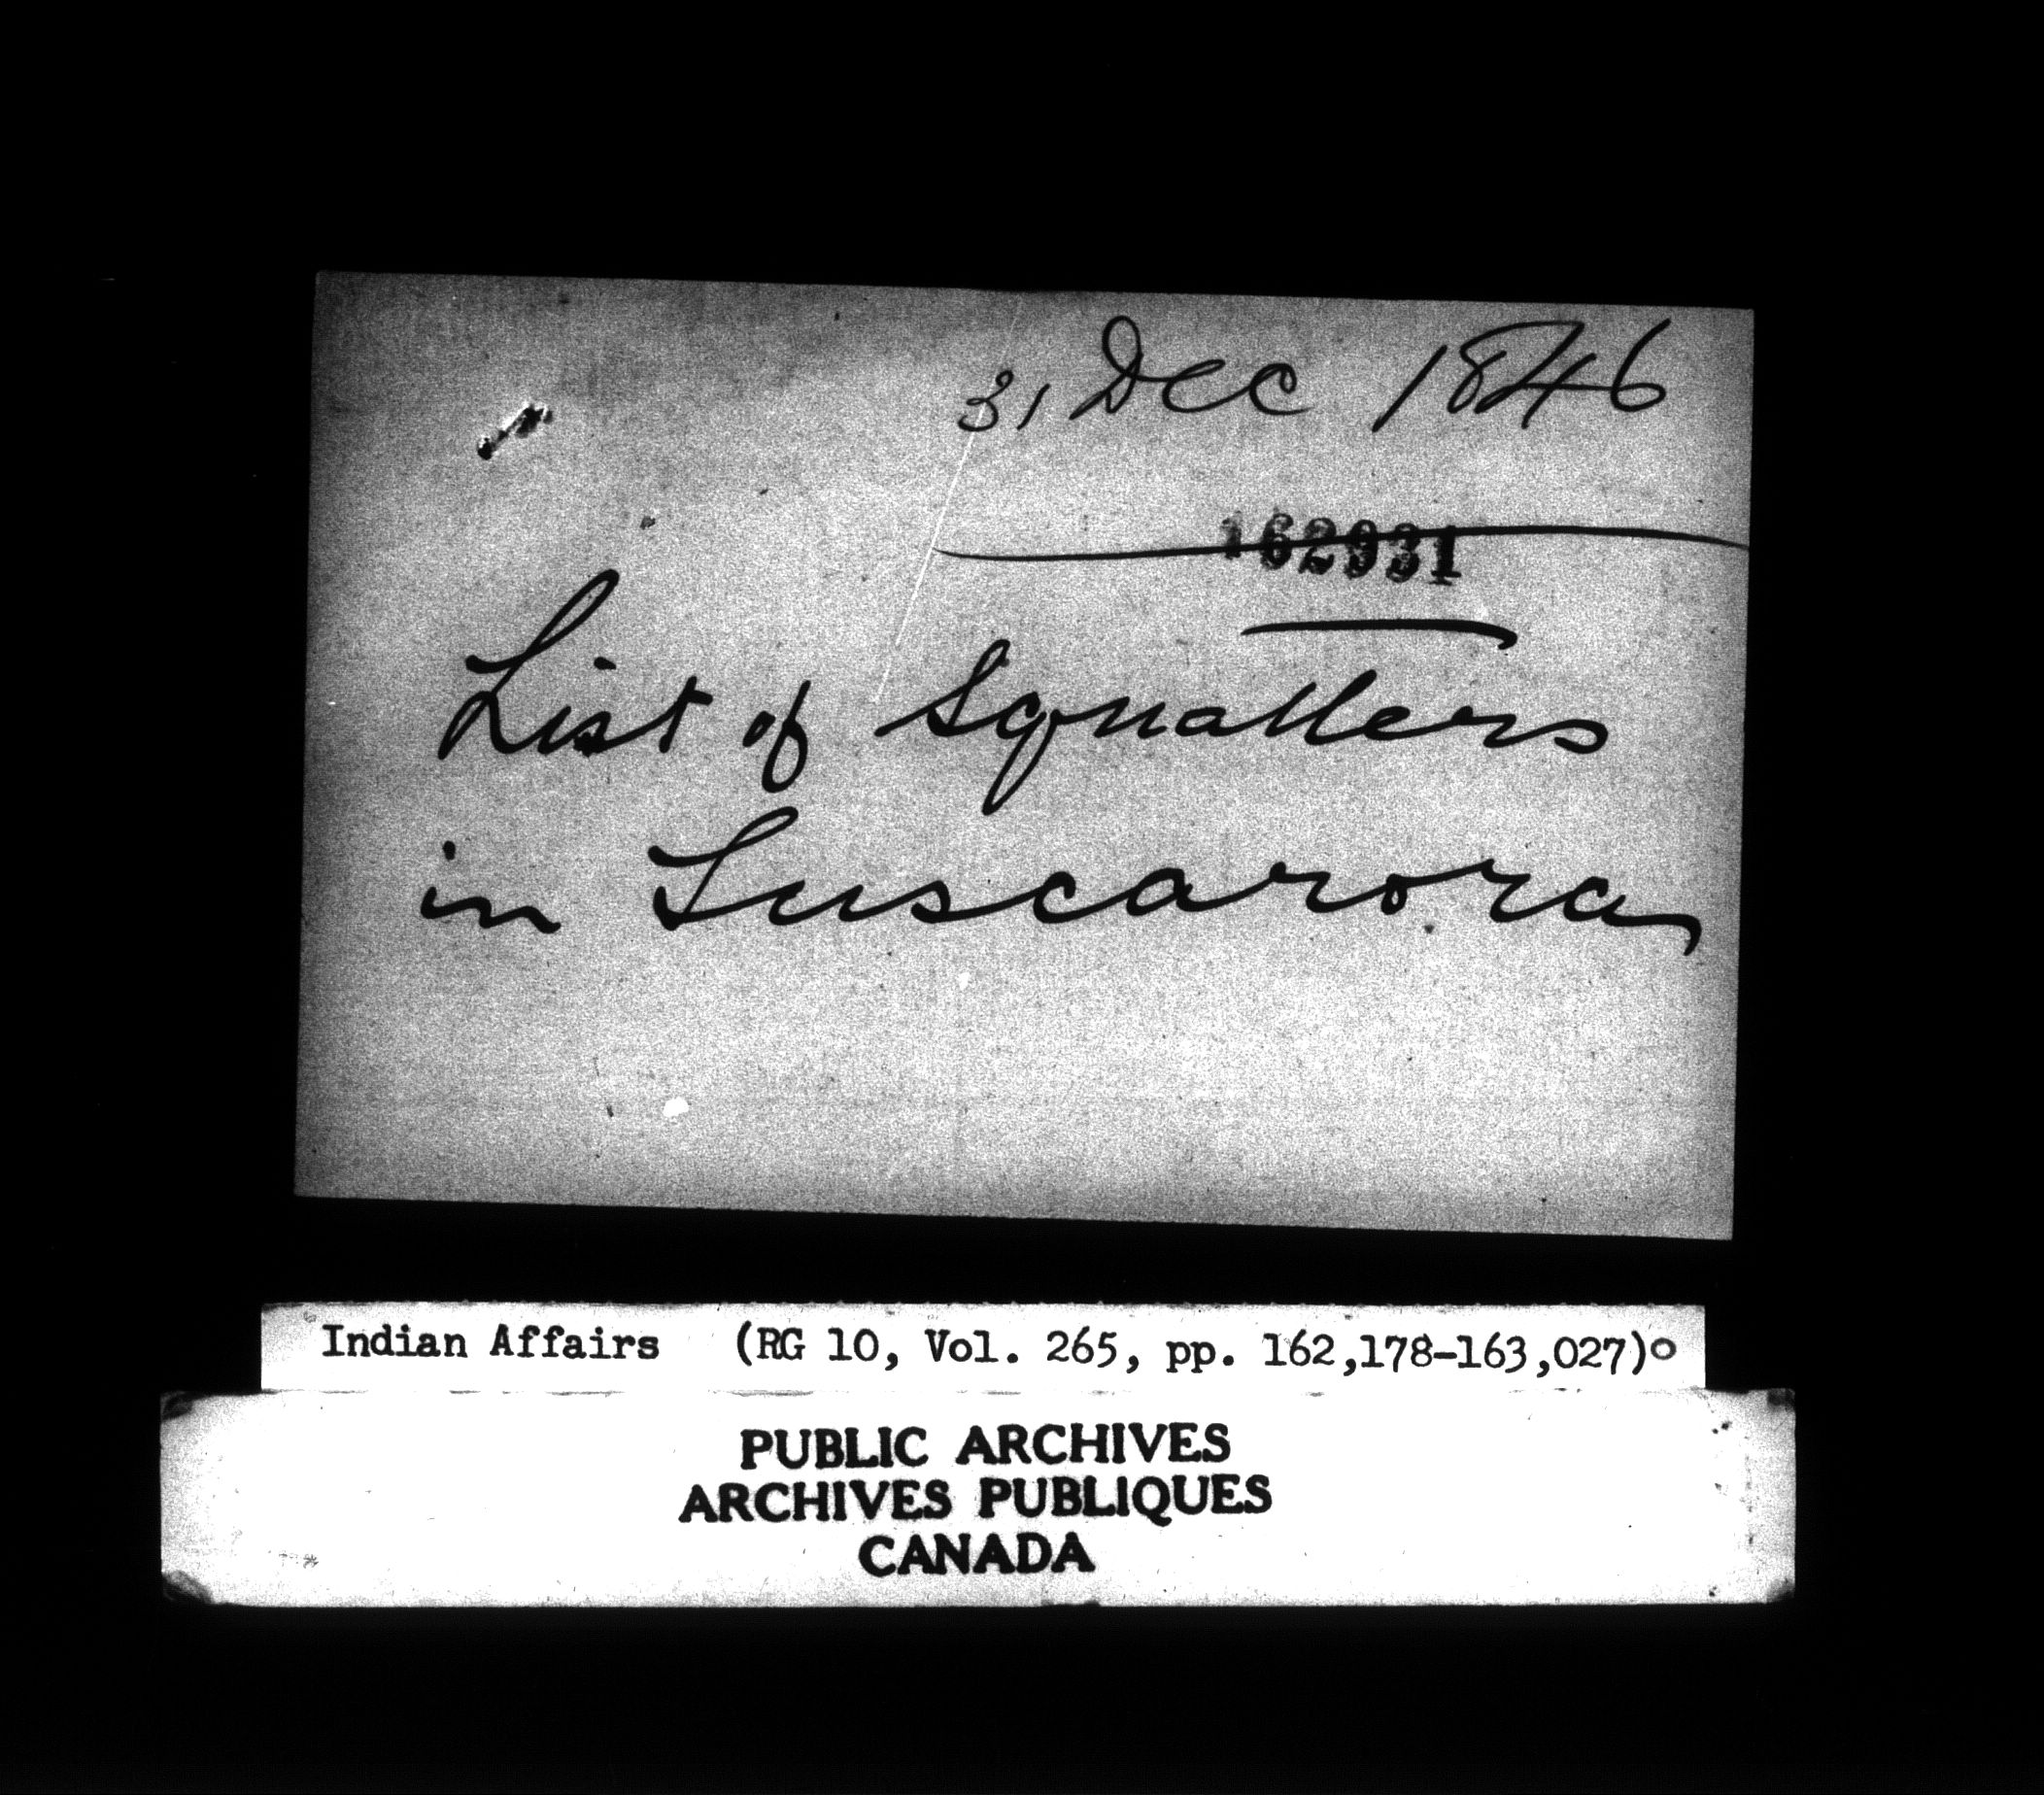 31 Dec 1846
162931
List of Squatters
in Tuscarora
Indian Affairs (RG 10, Vol. 265, pp. 162,178-163,027)
PUBLIC ARCHIVES
ARCHIVES PUBLIQUES
CANADA